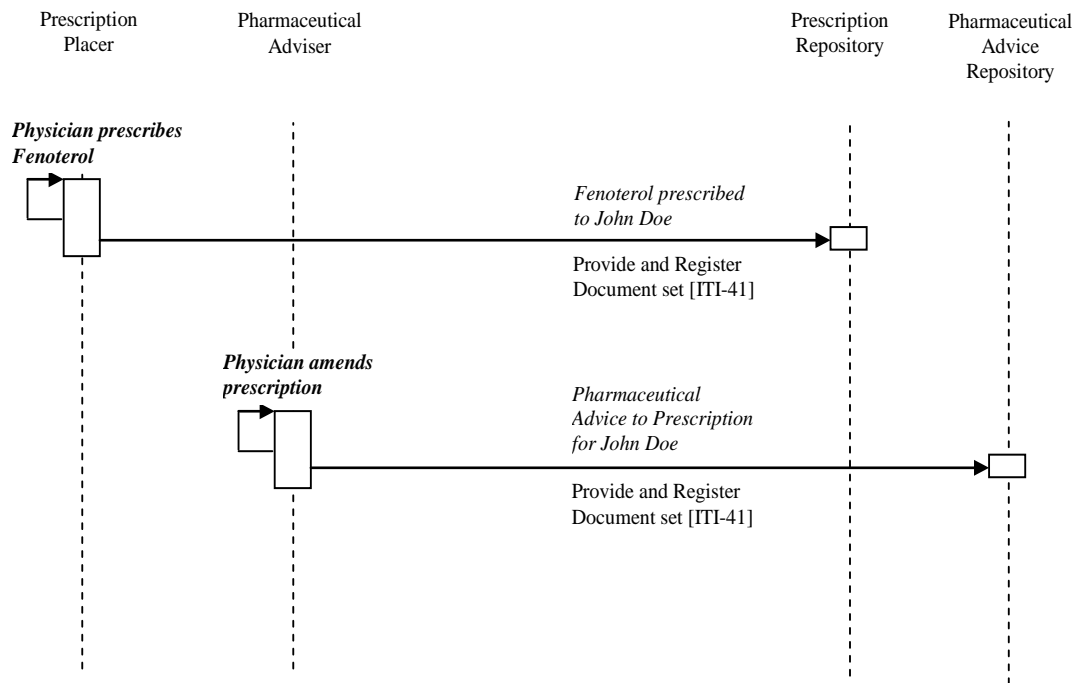 Prescription
Placer
Pharmaceutical
Adviser
Prescription
Repository
Pharmaceutical
Advice
Repository
Physician prescribes
Fenoterol
Fenoterol prescribed
to John Doe
Provide and Register
Document set [ITI-41]
Physician amends
prescription
Pharmaceutical
Advice to Prescription
for John Doe
Provide and Register
Document set [ITI-41]